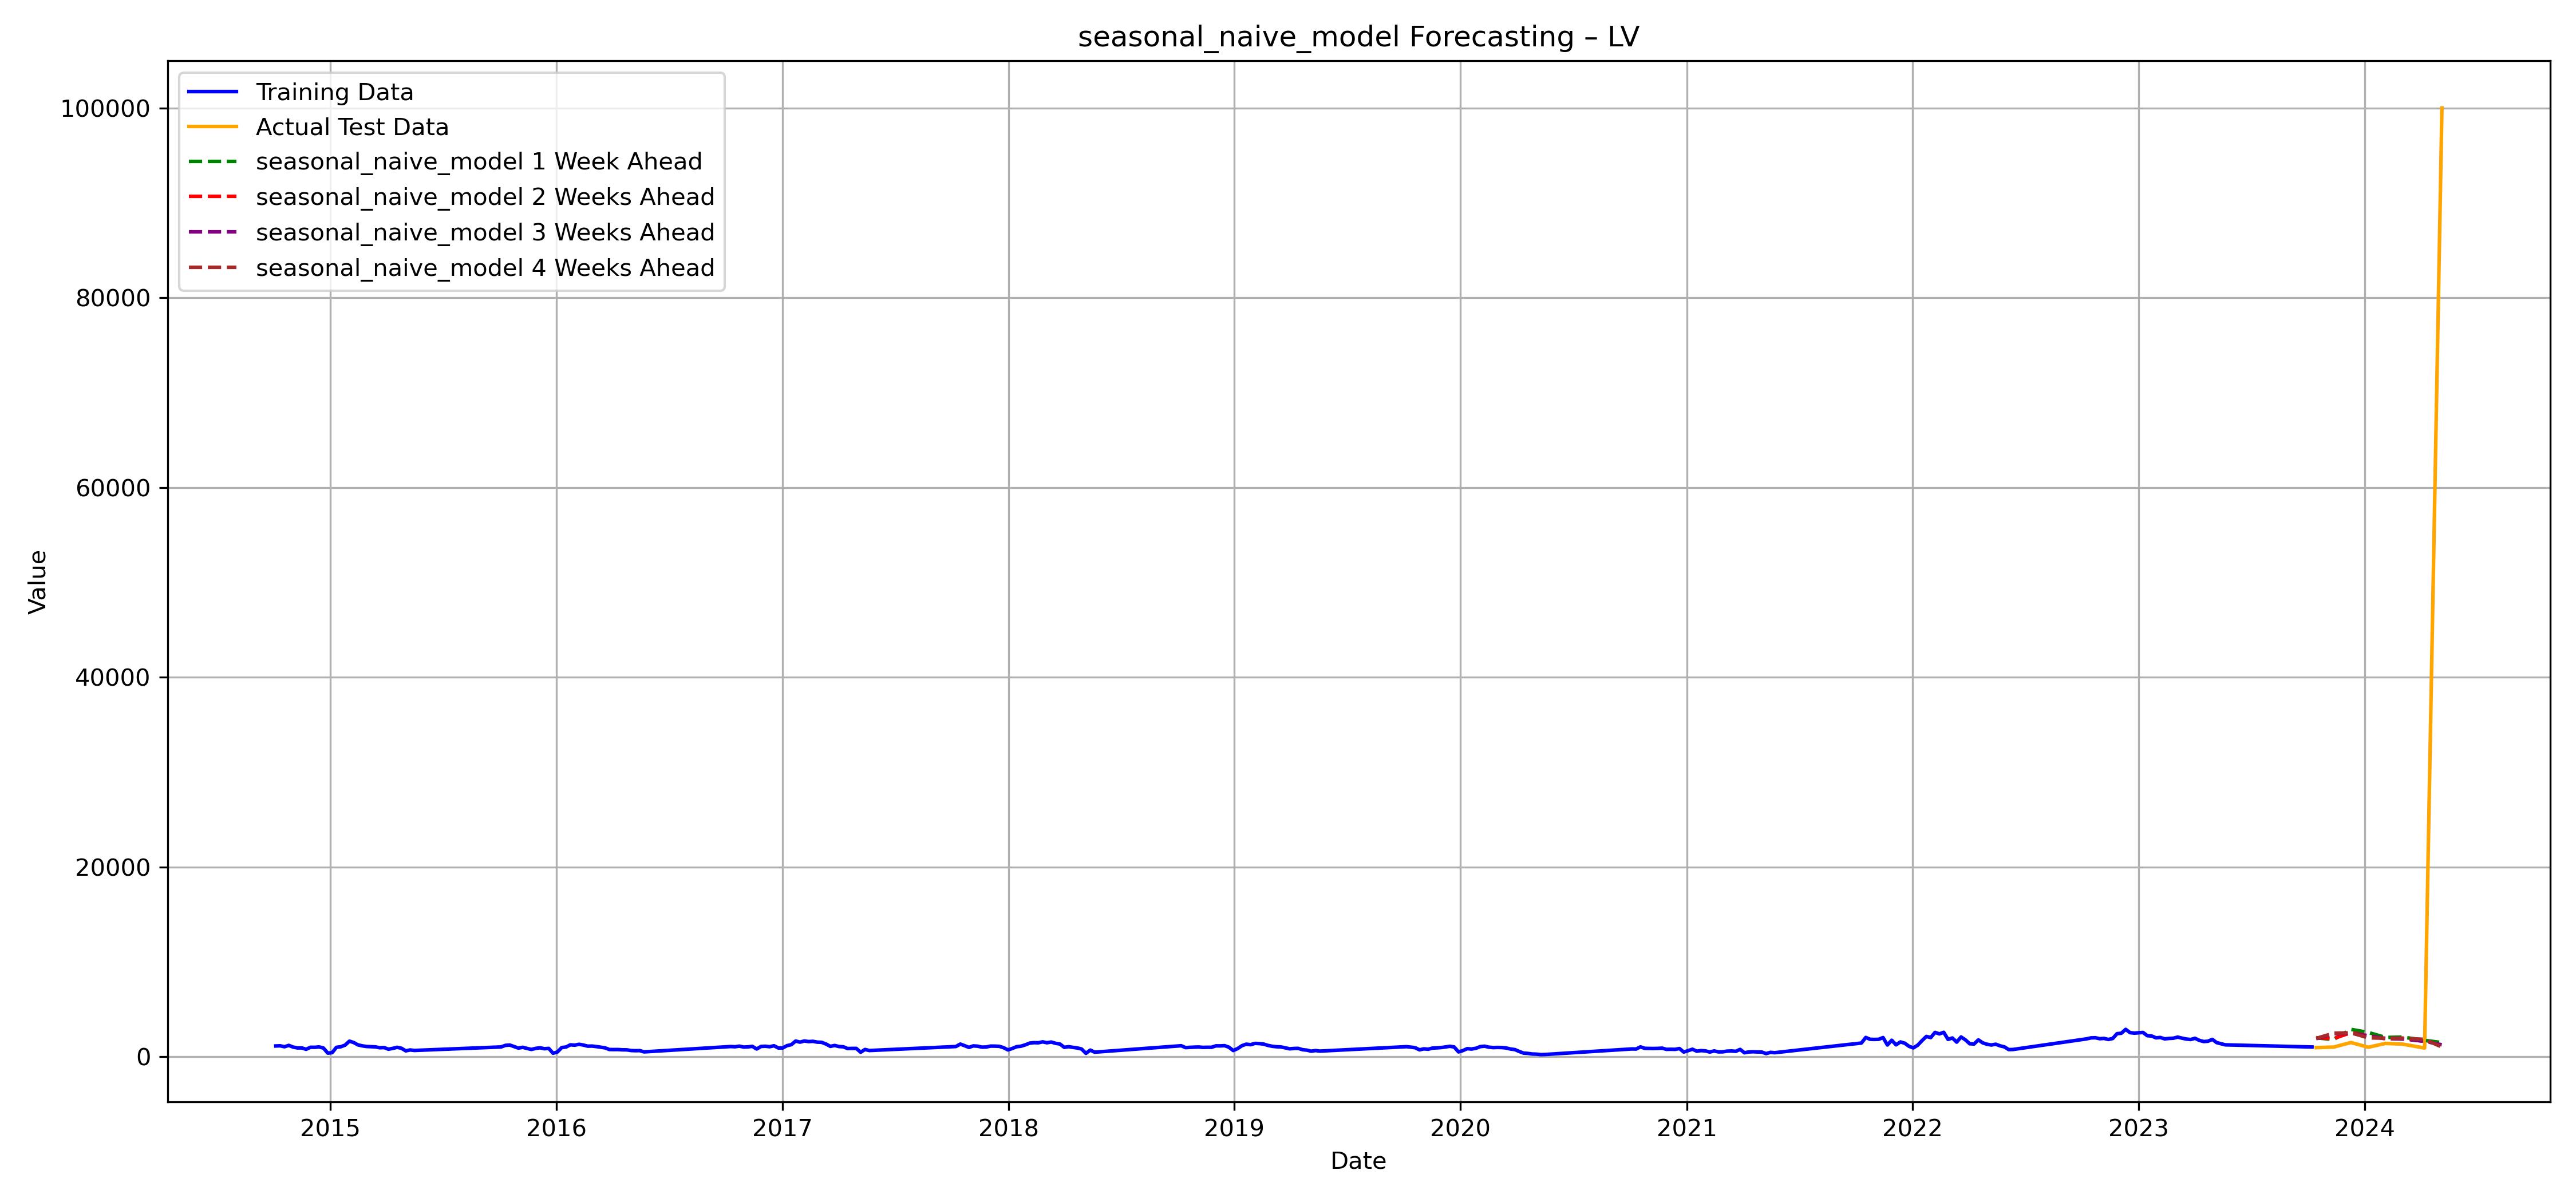 seasonal_naive_model Forecasting – LV
Training Data
Actual Test Data
seasonal_naive_model 1 Week Ahead
seasonal_naive_model 2 Weeks Ahead
seasonal_naive_model 3 Weeks Ahead
seasonal_naive_model 4 Weeks Ahead
100000
80000
60000
40000
20000
0
Value
2015 2016 2017 2018 2019 2020 2021 2022 2023 2024
Date